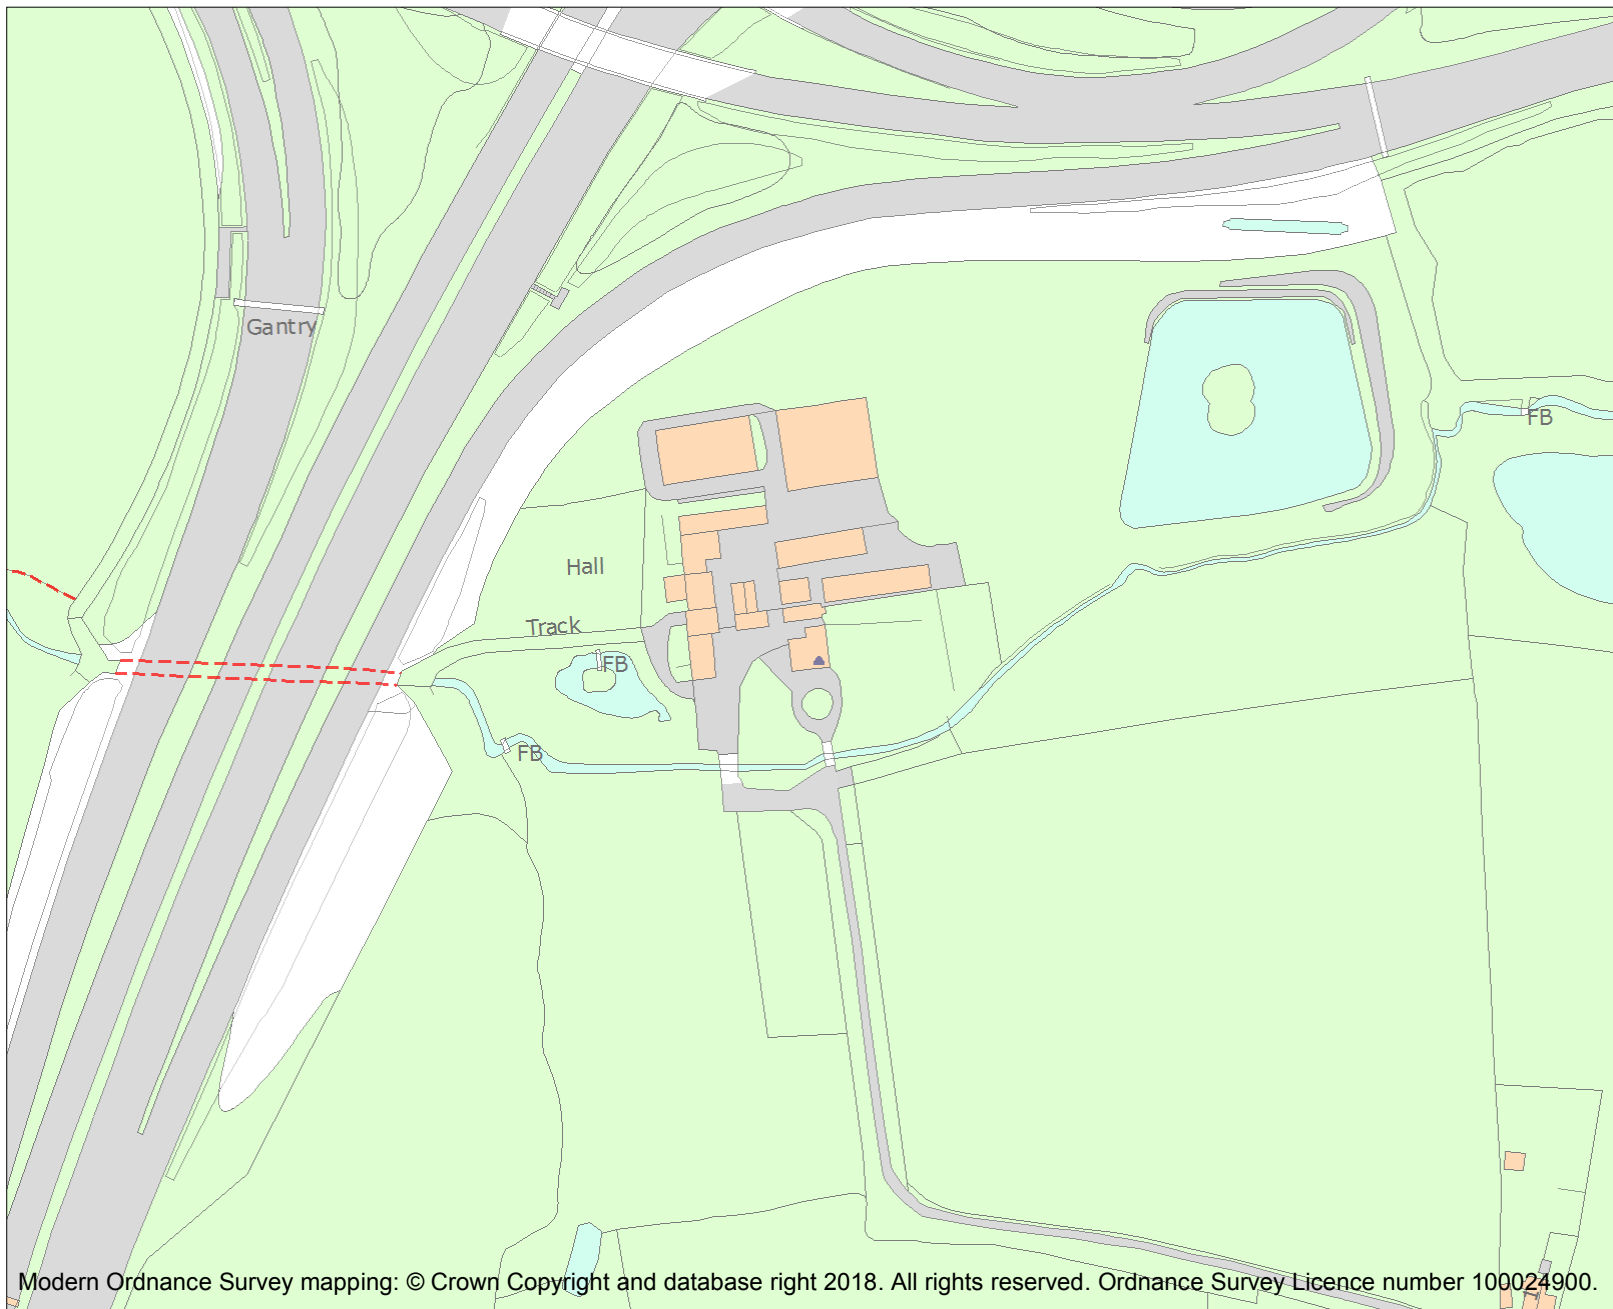 Gantry
FB
Hall
Track
FB
FB
Modern Ordnance Survey mapping: © Crown Copyright and database right 2018. All rights reserved. Ordnance Survey Licence number 100024900.